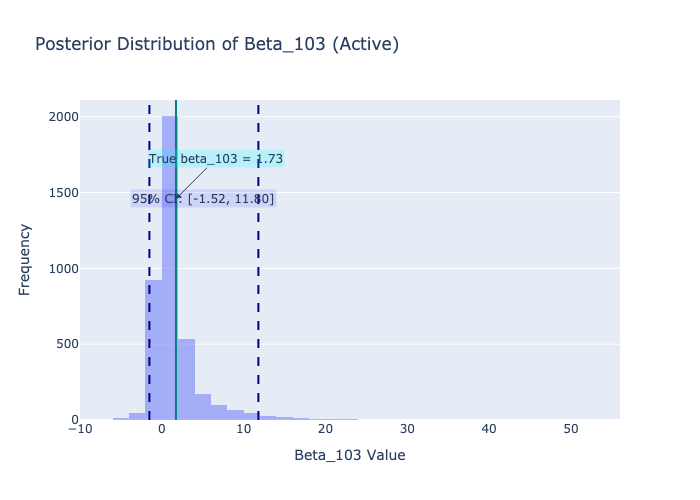 Posterior Distribution of Beta_103 (Active)
2000
True beta_103 = 1.73
1500
95% CI: [-1.52, 11.80]
Frequency
1000
500
0
−10
0
10
20
30
40
50
Beta_103 Value